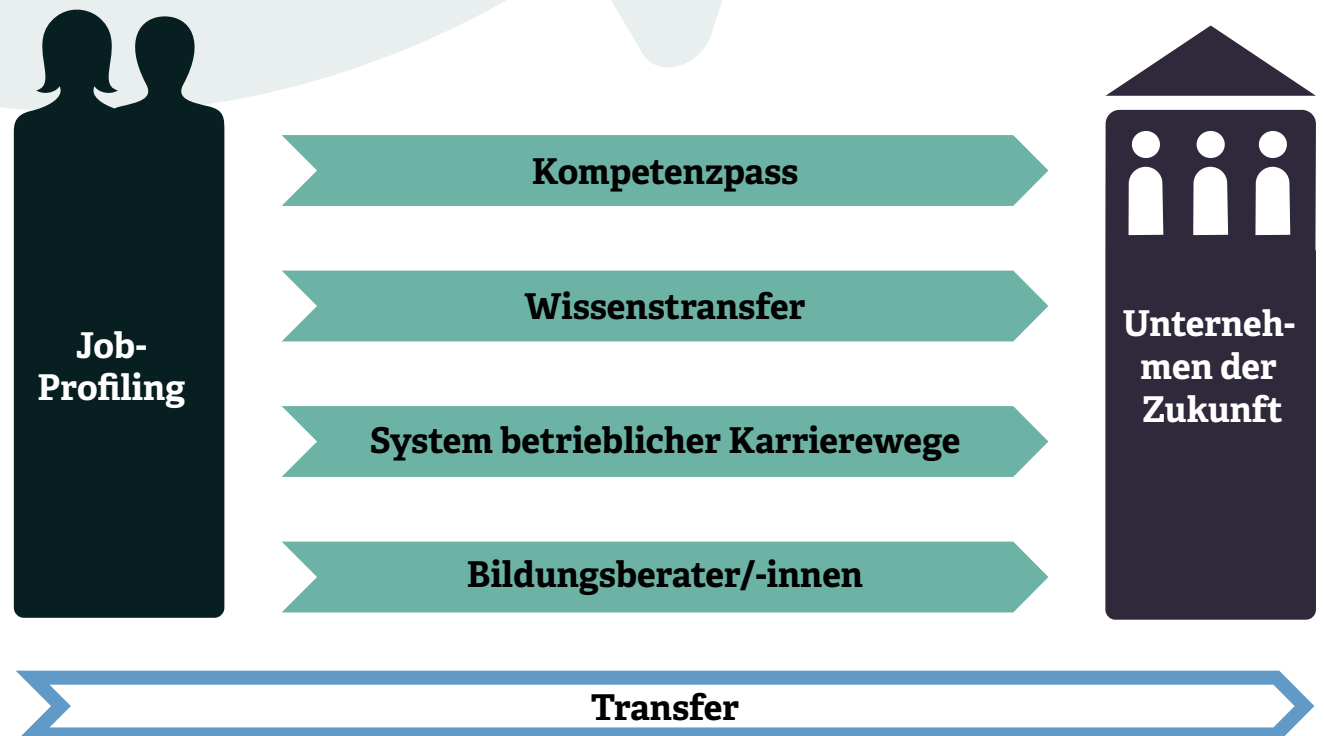 Job-
Profiling
Kompetenzpass
Wissenstransfer
System betrieblicher Karrierewege
Bildungsberater/-innen
Unterneh-
men der
Zukunft
Transfer